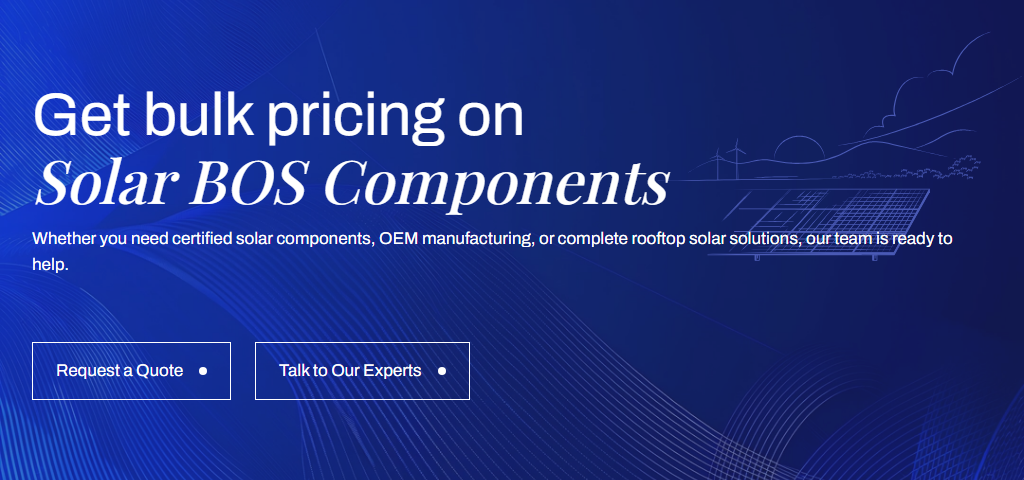 Get bulk pricing on
Solar BOS Components
Whether you need certified solar components, OEM manufacturing, or complete rooftop solar solutions, our team is ready to
help.
Request a Quote
Talk to Our Experts